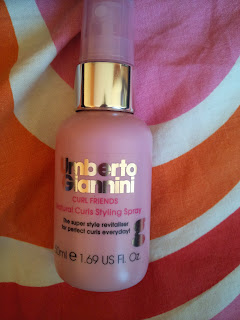 Umberto
Giannini
CURL FRIENDS
Natural Curls Styling Spray
The super style revitaliser
for perfect curls everyday!
50ml e 1.69 US Fl. Oz.